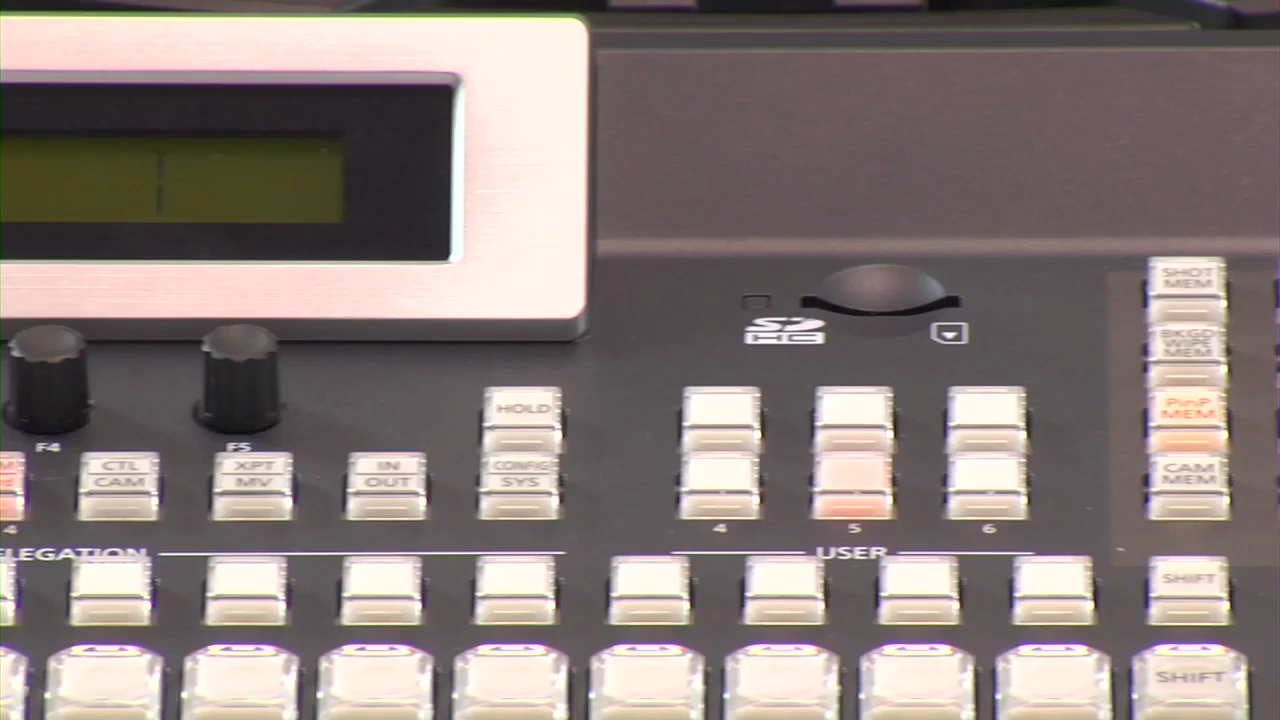 SHOT
MEM
SD
HC
BKGD
WIPE
MEM
HOLD
PinP
MEM
F4
F5
CTL
CAM
XPT
MV
IN
OUT
CONFIG
SYS
CAM
MEM
4
4
5
6
ELEGATION
USER
SHIFT
SHIFT